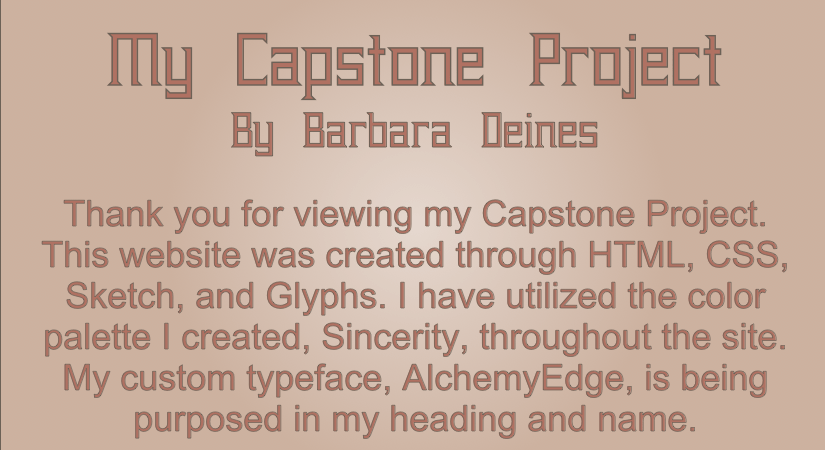 My Capstone Project
By Barbara Deines
Thank you for viewing my Capstone Project.
This website was created through HTML, CSS,
Sketch, and Glyphs. I have utilized the color
palette I created, Sincerity, throughout the site.
My custom typeface, AlchemyEdge, is being
purposed in my heading and name.